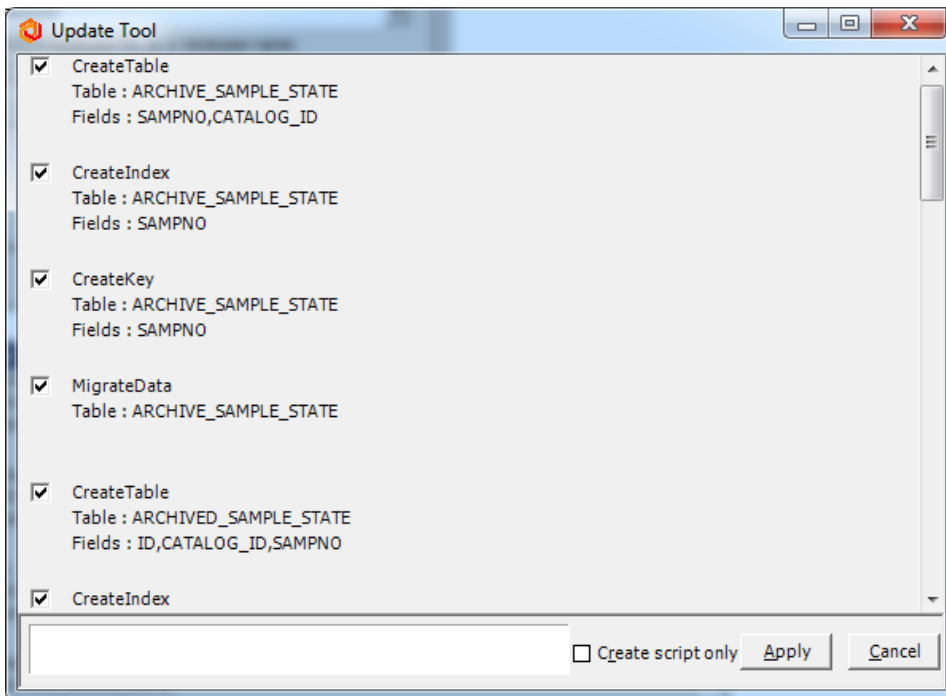 Update Tool
CreateTable
Table : ARCHIVE_SAMPLE_STATE
Fields : SAMPNO,CATALOG_ID
CreateIndex
Table : ARCHIVE_SAMPLE_STATE
Fields : SAMPNO
CreateKey
Table : ARCHIVE_SAMPLE_STATE
Fields : SAMPNO
MigrateData
Table : ARCHIVE_SAMPLE_STATE
CreateTable
Table : ARCHIVED_SAMPLE_STATE
Fields : ID,CATALOG_ID,SAMPNO
CreateIndex
Create script only Apply Cancel